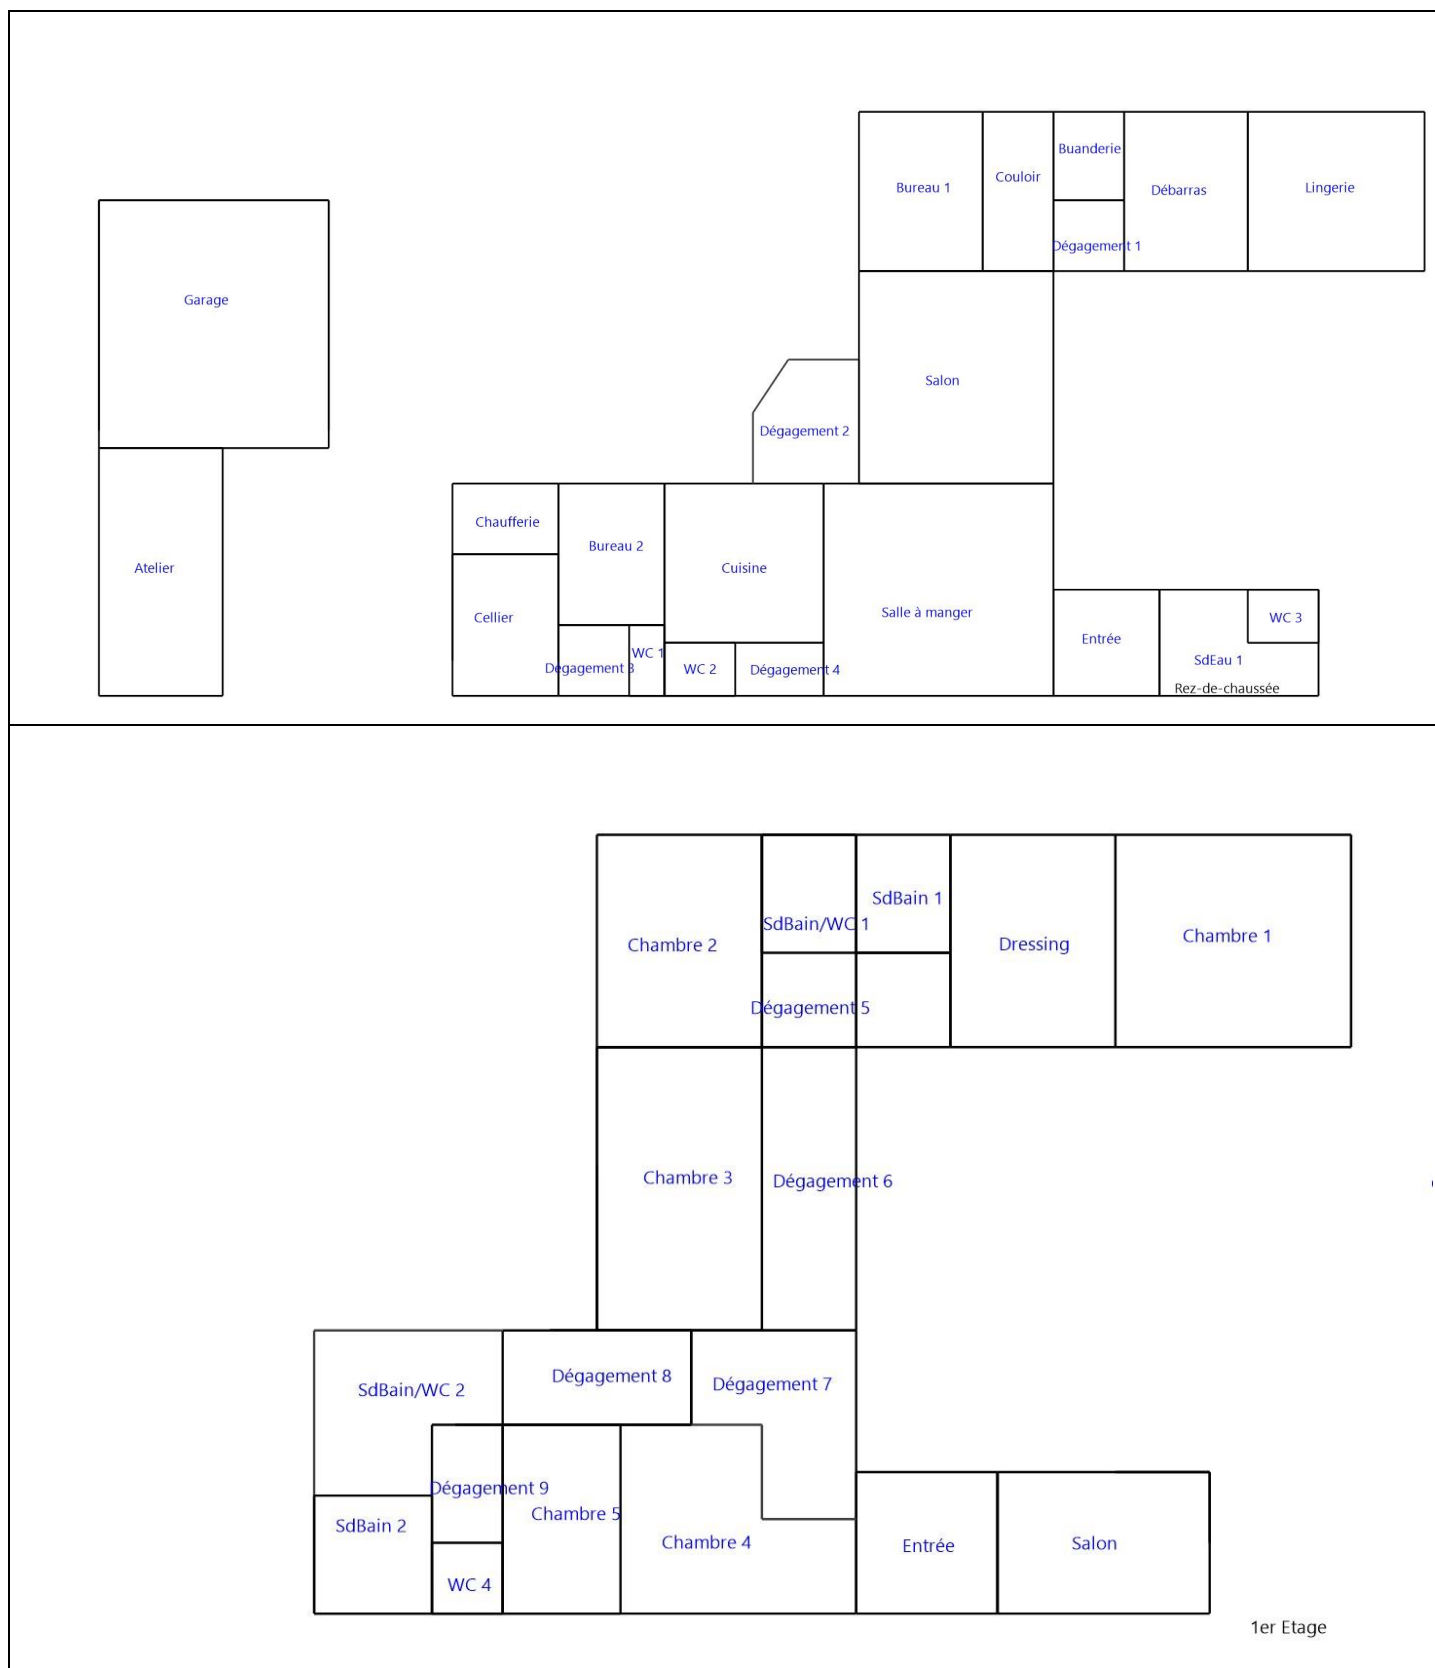 Buanderie
Couloir
Bureau 1
Débarras
Lingerie
Dégagement 1
Garage
Salon
Dégagement 2
Chaufferie
Bureau 2
Atelier
Cuisine
Cellier
Salle à manger
WC 3
Entrée
WC 1
SdEau 1
Dégagement 3
WC 2
Dégagement 4
Rez-de-chaussée
SdBain 1
SdBain/WC 1
Chambre 2
Dressing
Chambre 1
Dégagement 5
Chambre 3
Dégagement 6
Dégagement 8
Dégagement 7
SdBain/WC 2
Dégagement 9
Chambre 5
SdBain 2
Chambre 4
Entrée
Salon
WC 4
1er Etage